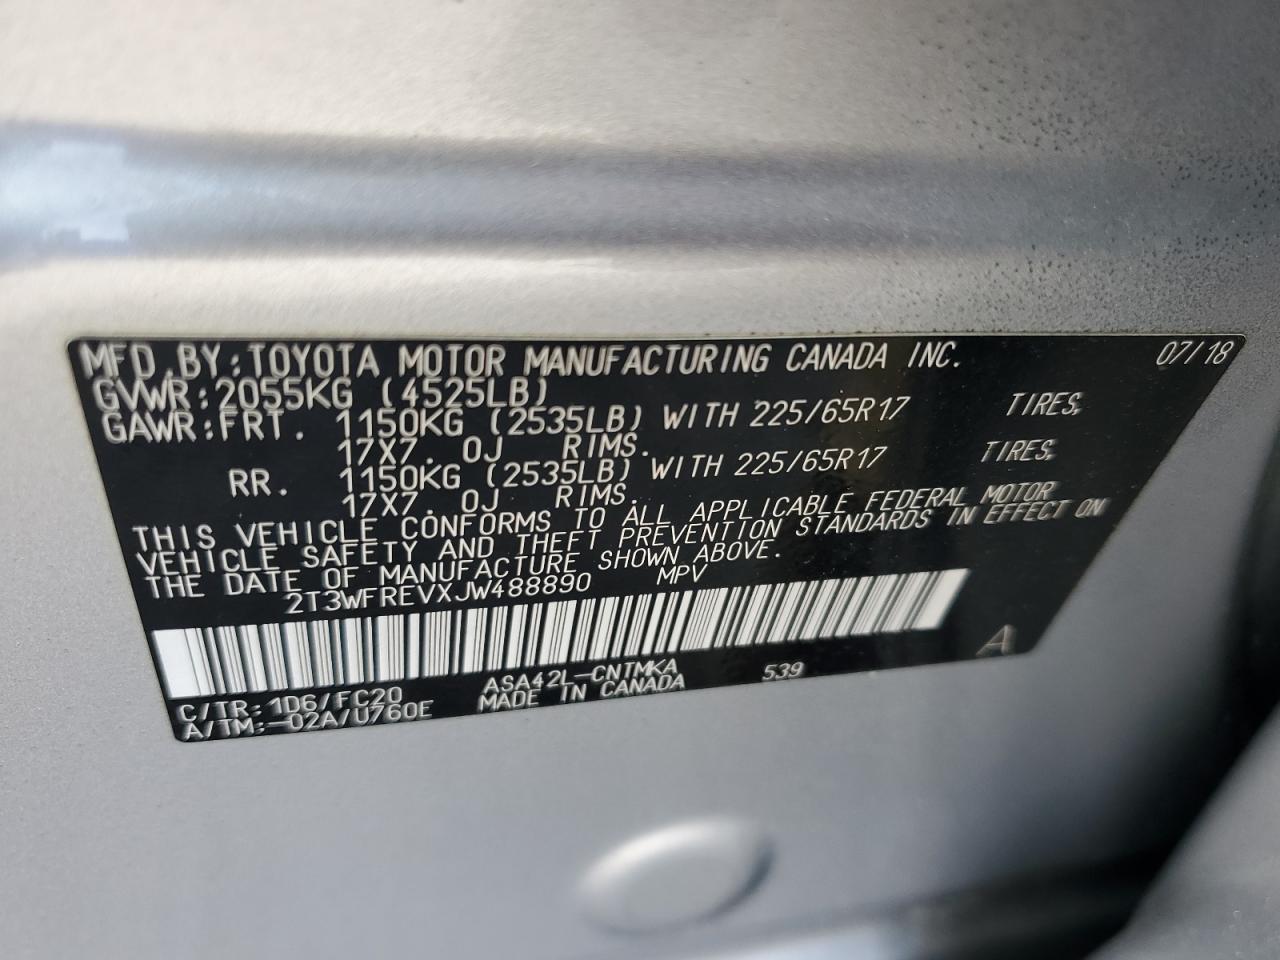 MFD.BY:TOYOTA MOTOR MANUFACTURING CANADA INC. 07/18
GVWR:2055KG (4525LB)
GAWR:FRT. 1150KG (2535LB) WITH 225/65R17 TIRES,
17X7. 0J RIMS.
RR. 1150KG (2535LB) WITH 225/65R17 TIRES,
17X7. 0J RIMS.
THIS VEHICLE CONFORMS TO ALL APPLICABLE FEDERAL MOTOR
VEHICLE SAFETY AND THEFT PREVENTION STANDARDS IN EFFECT ON
THE DATE OF MANUFACTURE SHOWN ABOVE.
2T3WFREVXJW488890 MPV
C/TR:1D6/FC20 ASA42L-CNTMKA 539 A
A/TM:-02A/U760E MADE IN CANADA